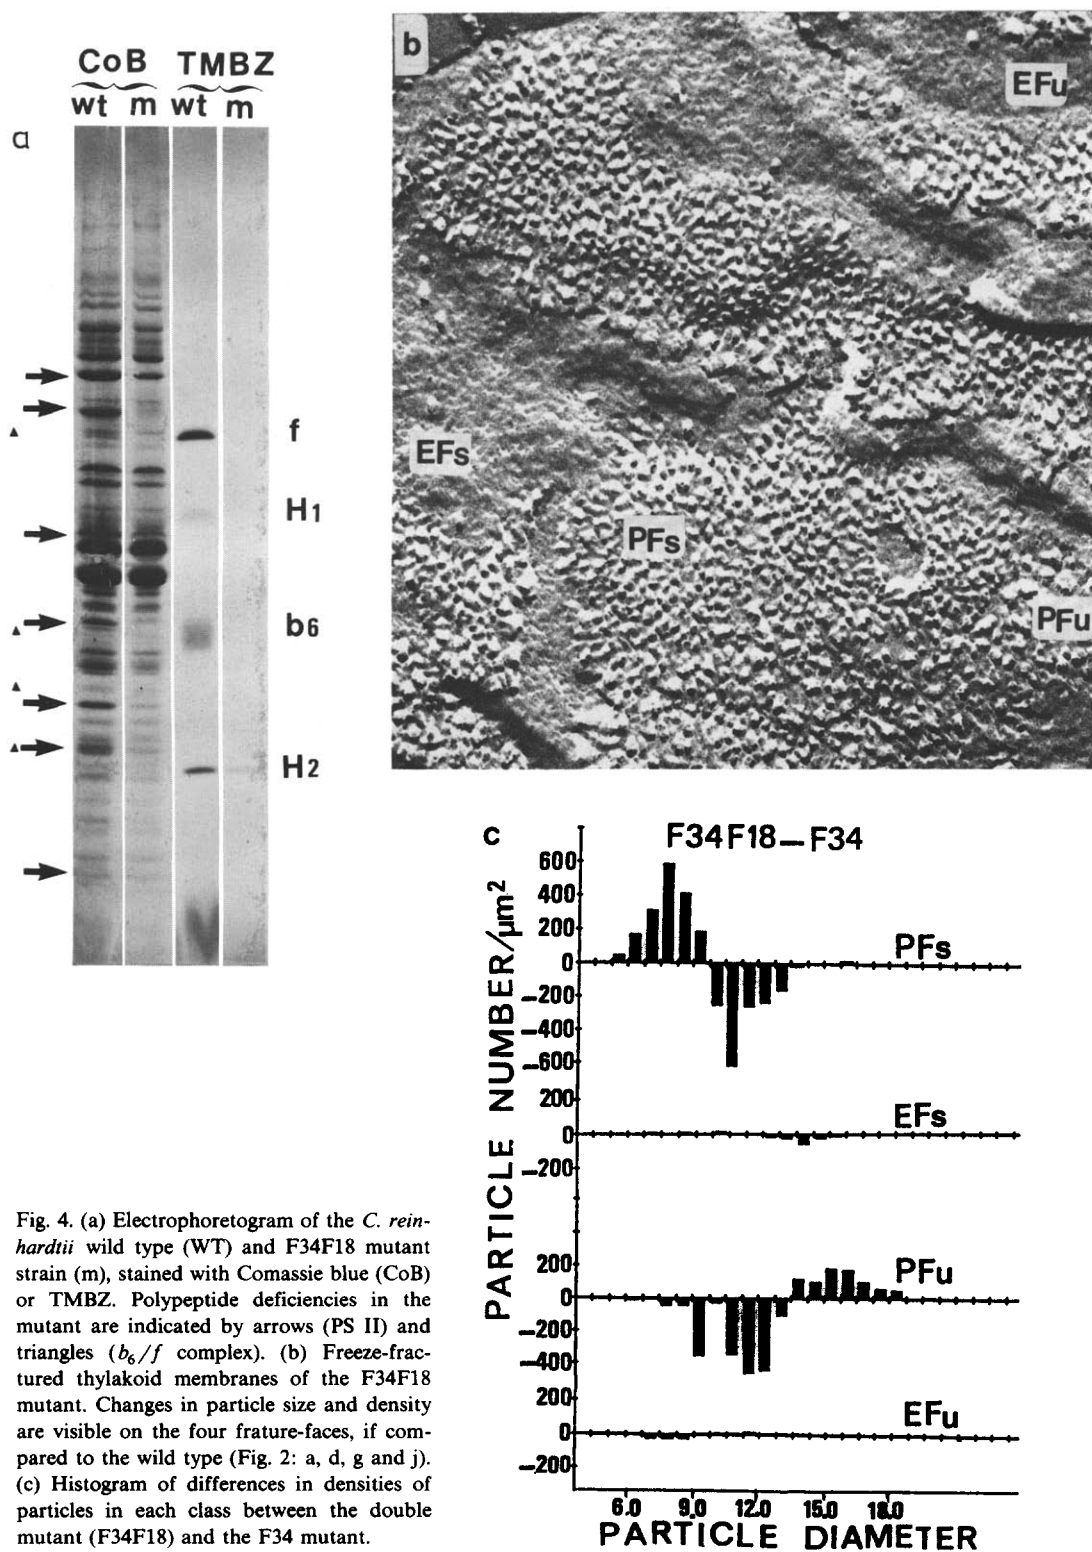 a
CoB TMBZ
wt m wt m
f
H1
b6
H2
b
EFu
EFs
PFs
PFu
c
F34F18–F34
PARTICLE NUMBER/μm²
600
400
200
0
−200
−400
−600
PFs
200
0
−200
EFs
200
0
−200
−400
PFu
200
0
−200
EFu
6.0 9.0 12.0 15.0 18.0
PARTICLE DIAMETER
Fig. 4. (a) Electrophoretogram of the C. rein-
hardtii wild type (WT) and F34F18 mutant
strain (m), stained with Comassie blue (CoB)
or TMBZ. Polypeptide deficiencies in the
mutant are indicated by arrows (PS II) and
triangles (b₆/f complex). (b) Freeze-frac-
tured thylakoid membranes of the F34F18
mutant. Changes in particle size and density
are visible on the four frature-faces, if com-
pared to the wild type (Fig. 2: a, d, g and j).
(c) Histogram of differences in densities of
particles in each class between the double
mutant (F34F18) and the F34 mutant.